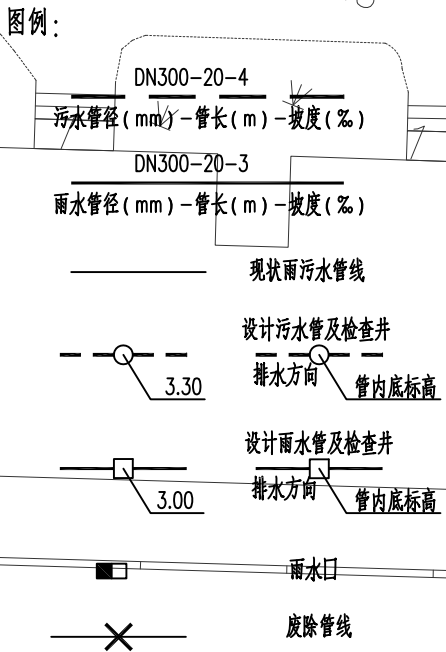 图例:
DN300-20-4
污水管径(mm)-管长(m)-坡度(‰)
DN300-20-3
雨水管径(mm)-管长(m)-坡度(‰)
现状雨污水管线
设计污水管及检查井
排水方向
3.30
管内底标高
设计雨水管及检查井
排水方向
3.00
管内底标高
雨水口
废除管线